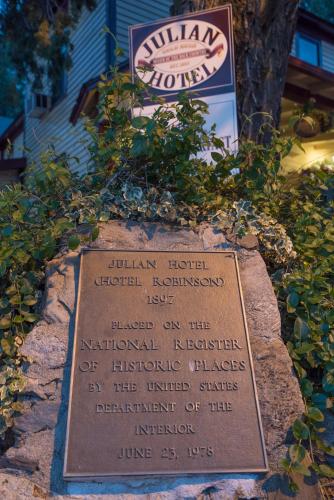 JULIAN
HOTEL
JULIAN HOTEL
(HOTEL ROBINSON)
1897
PLACED ON THE
NATIONAL REGISTER
OF HISTORIC PLACES
BY THE UNITED STATES
DEPARTMENT OF THE
INTERIOR
JUNE 23, 1978